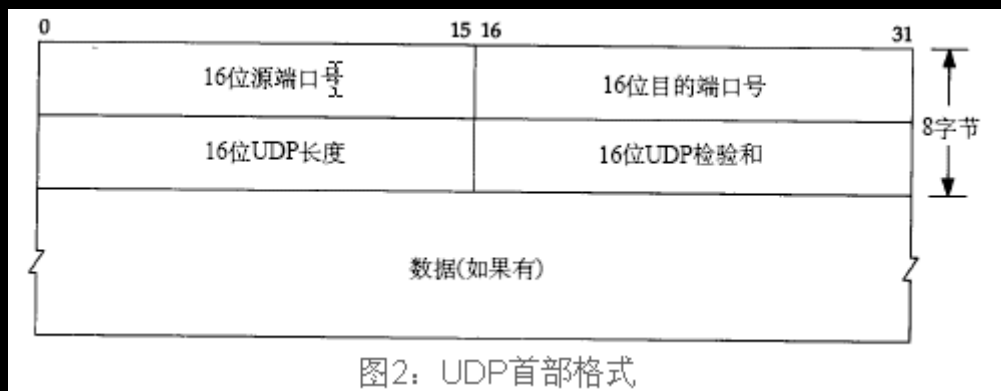 0 15 16 31
16位源端口号 16位目的端口号
8字节
16位UDP长度 16位UDP检验和
数据(如果有)
图2：UDP首部格式